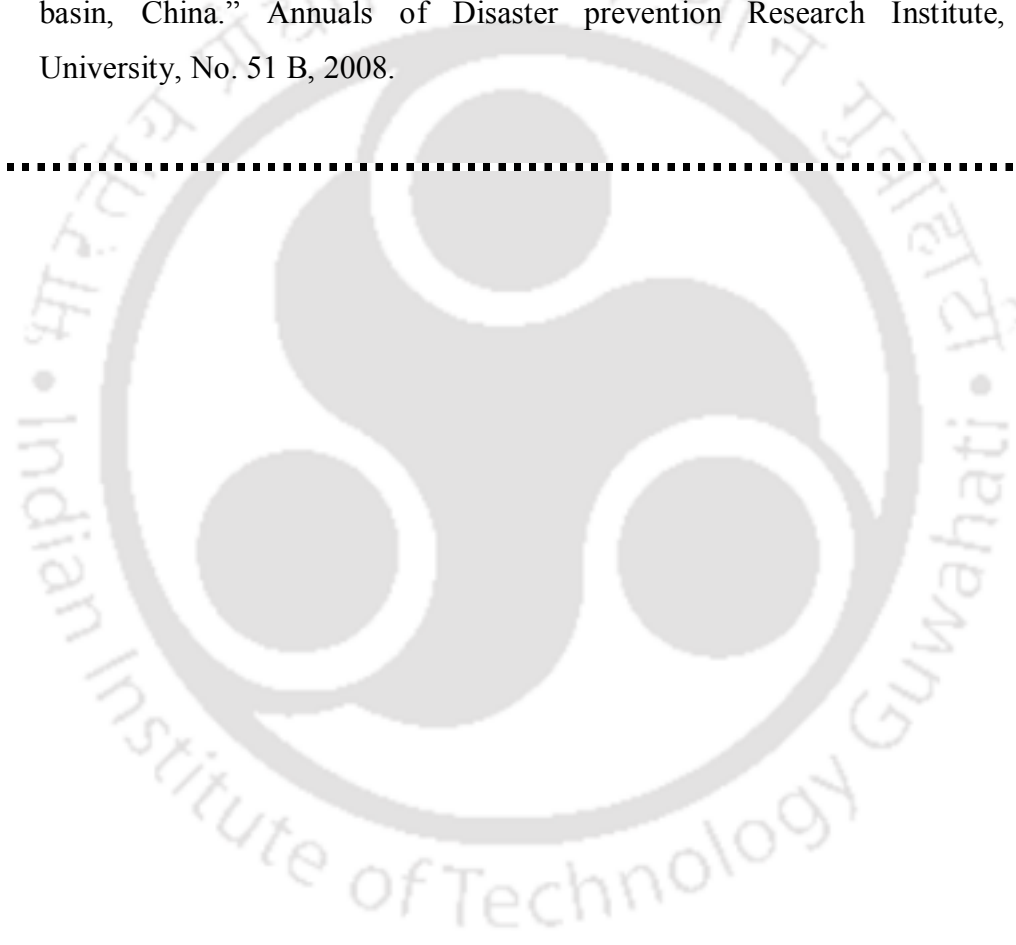 basin, China.” Annuals of Disaster prevention Research Institute,
University, No. 51 B, 2008.
• Indian Institute of Technology Guwahati •